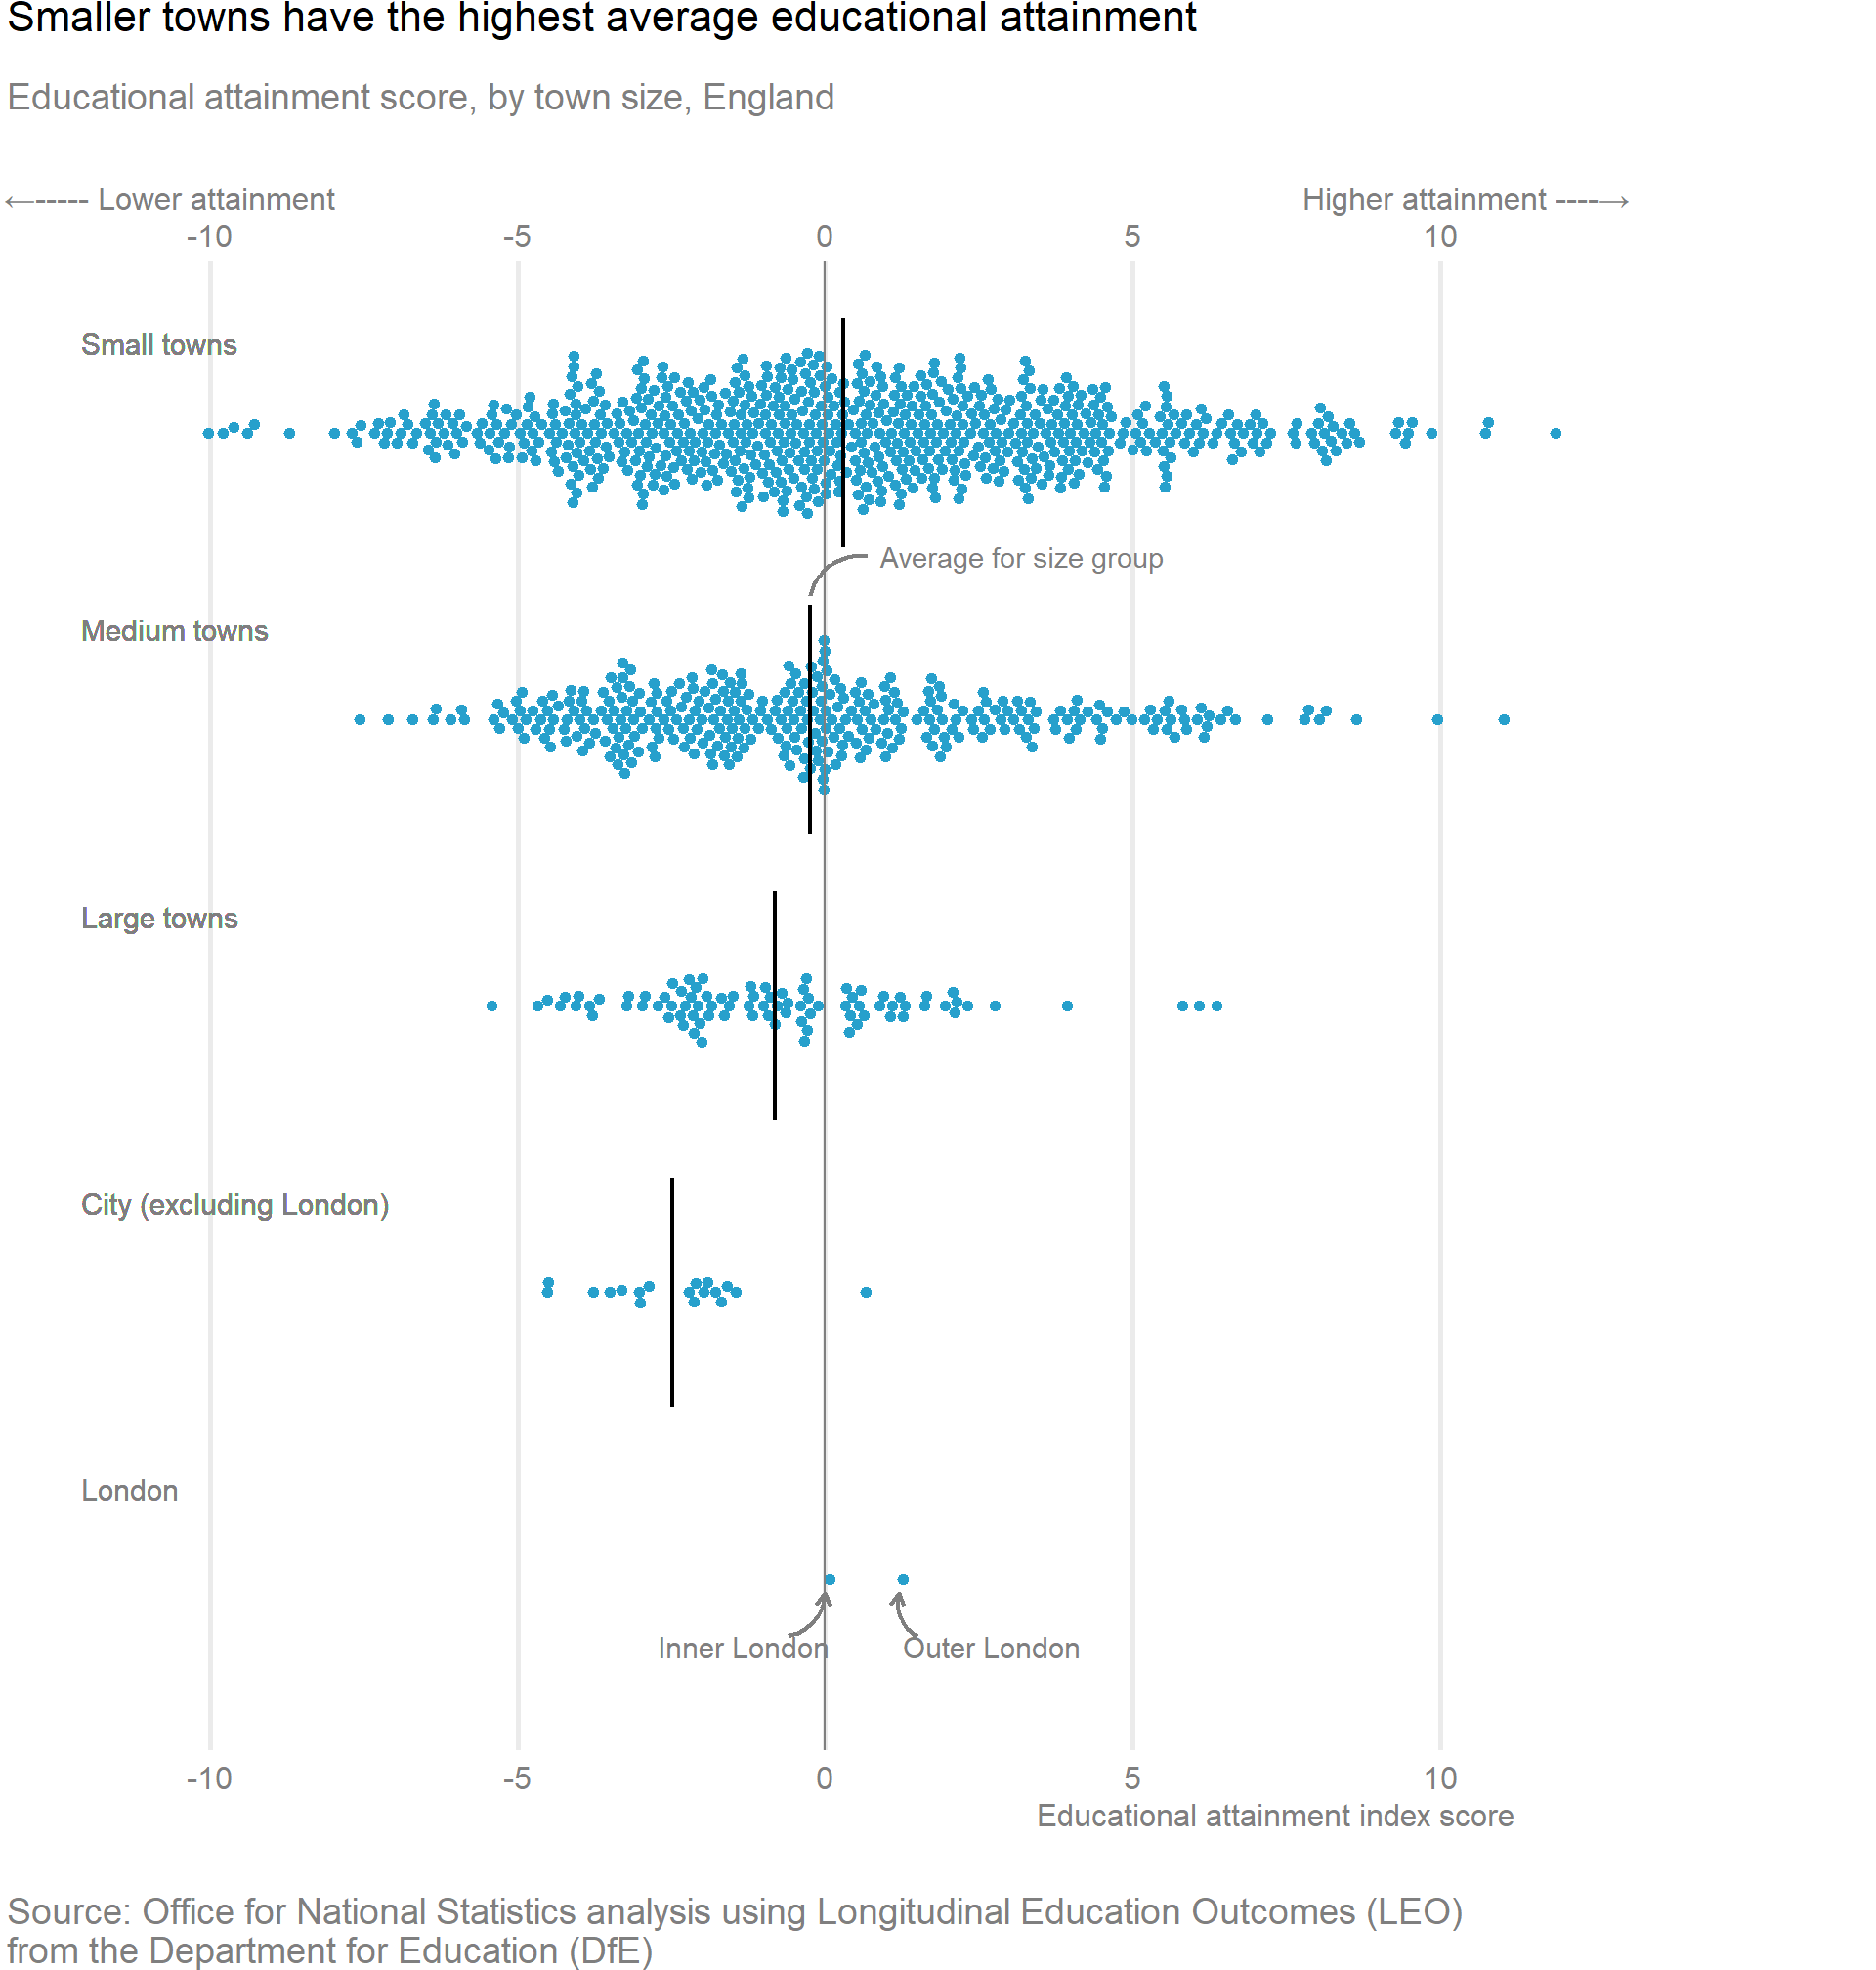 Smaller towns have the highest average educational attainment
Educational attainment score, by town size, England
←----- Lower attainment
Higher attainment ----→
-10 -5 0 5 10
Small towns
Average for size group
Medium towns
Large towns
City (excluding London)
London
Inner London
Outer London
-10 -5 0 5 10
Educational attainment index score
Source: Office for National Statistics analysis using Longitudinal Education Outcomes (LEO)
from the Department for Education (DfE)